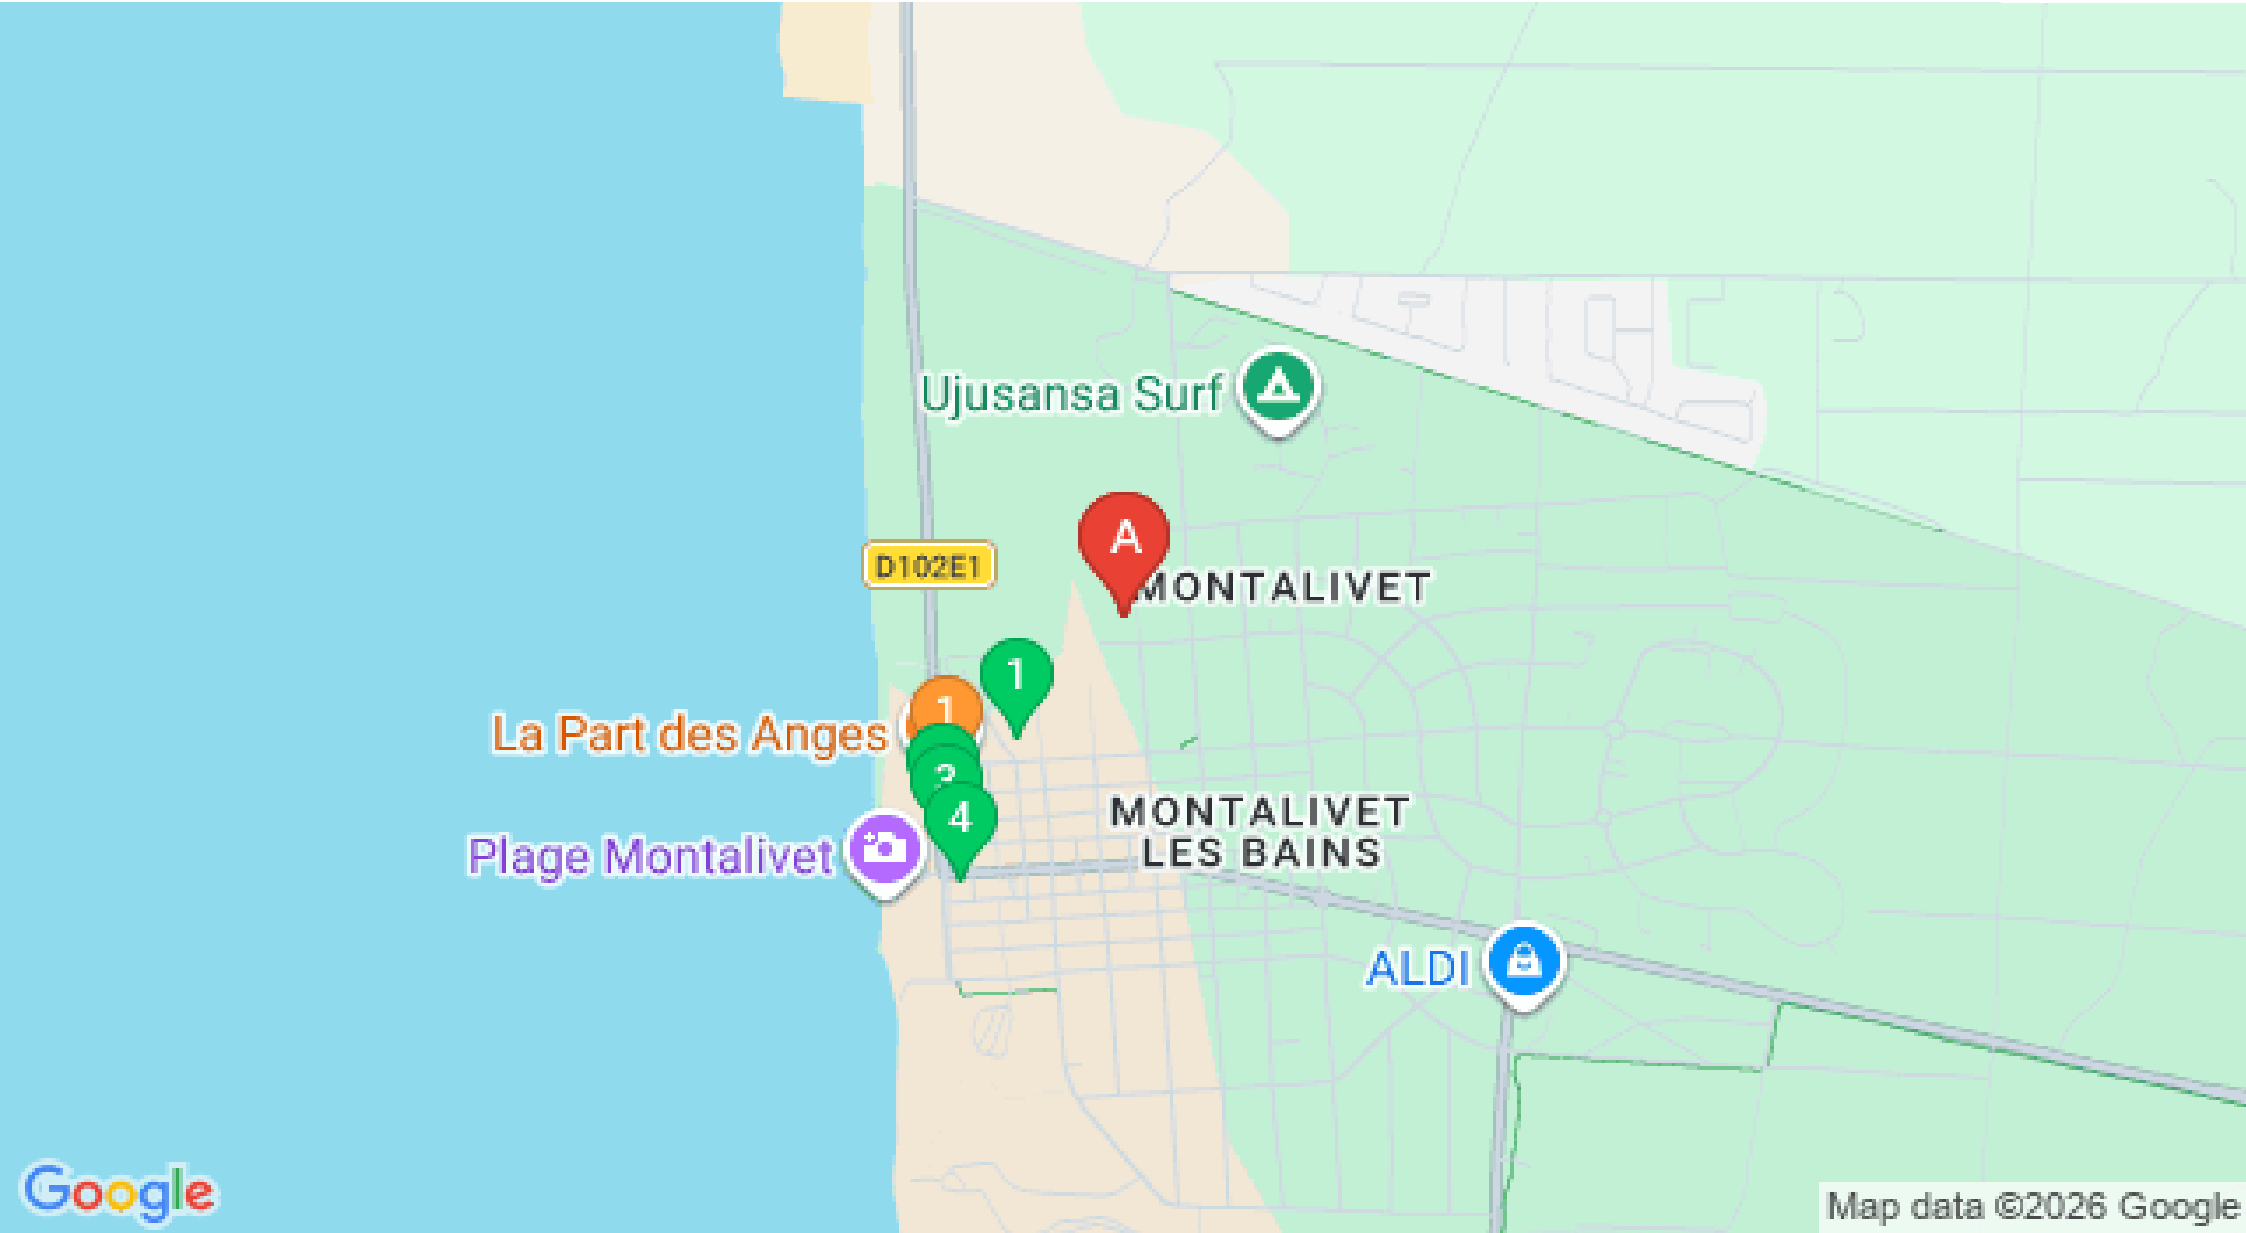 Ujusansa Surf
A
D102E1
MONTALIVET
1
1
La Part des Anges
3
4
Plage Montalivet
MONTALIVET
LES BAINS
ALDI
Google
Map data ©2026 Google